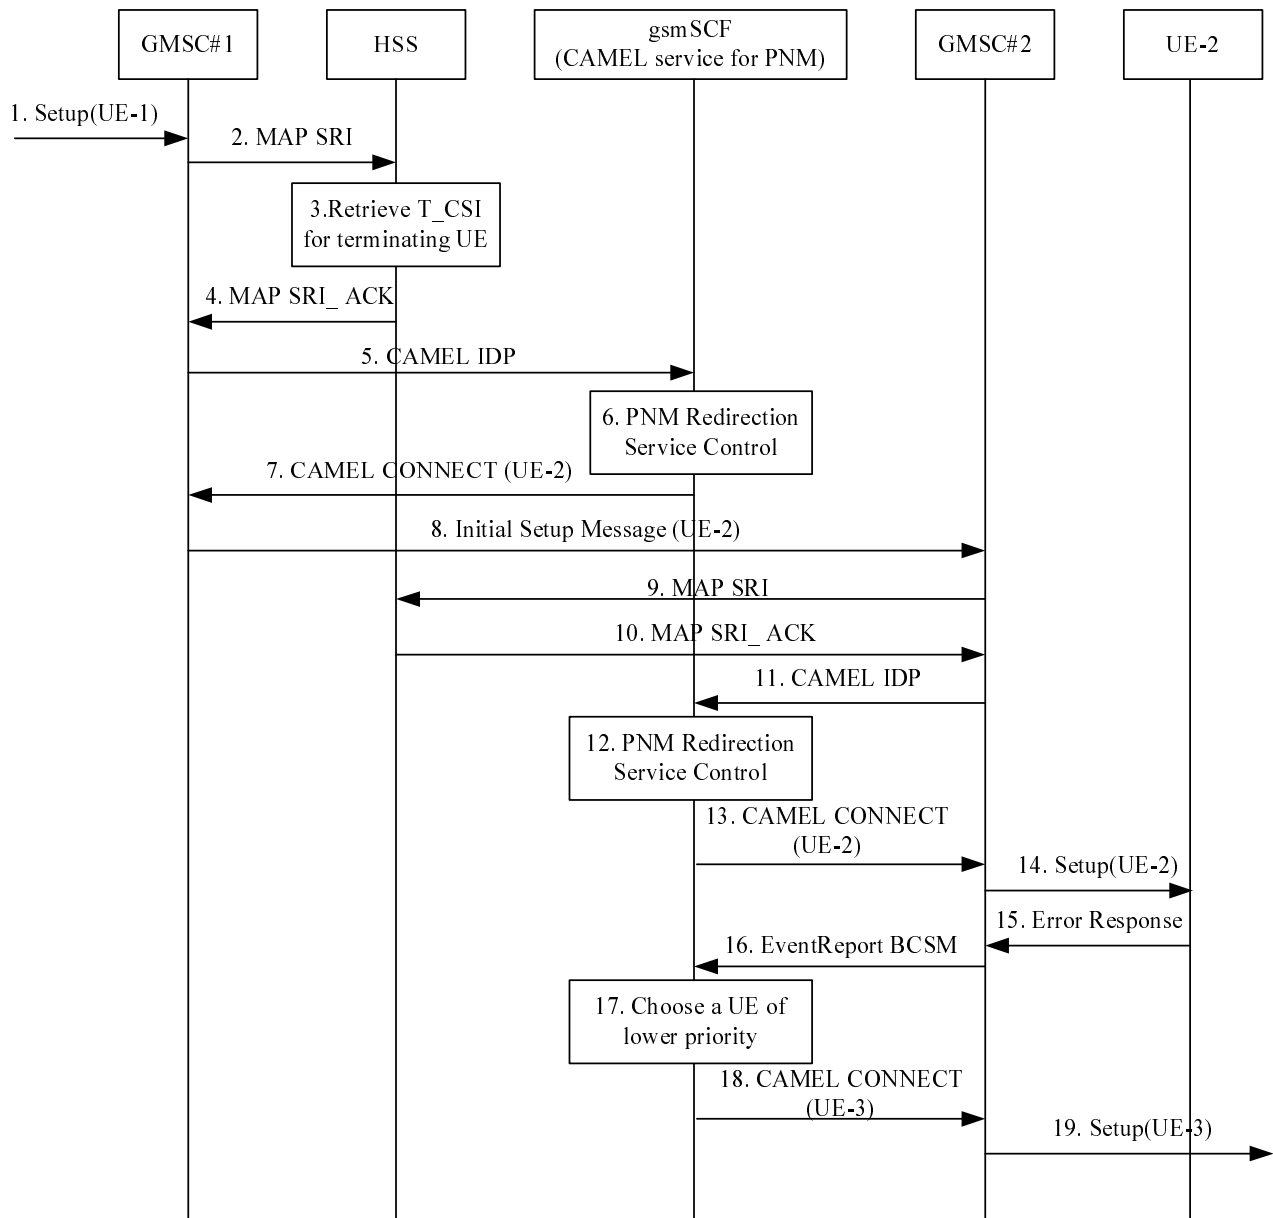 GMSC#1
HSS
gsmSCF
(CAMEL service for PNM)
GMSC#2
UE-2
1. Setup(UE-1)
2. MAP SRI
3.Retrieve T_CSI
for terminating UE
4. MAP SRI_ ACK
5. CAMEL IDP
6. PNM Redirection
Service Control
7. CAMEL CONNECT (UE-2)
8. Initial Setup Message (UE-2)
9. MAP SRI
10. MAP SRI_ ACK
11. CAMEL IDP
12. PNM Redirection
Service Control
13. CAMEL CONNECT
(UE-2)
14. Setup(UE-2)
15. Error Response
16. EventReport BCSM
17. Choose a UE of
lower priority
18. CAMEL CONNECT
(UE-3)
19. Setup(UE-3)